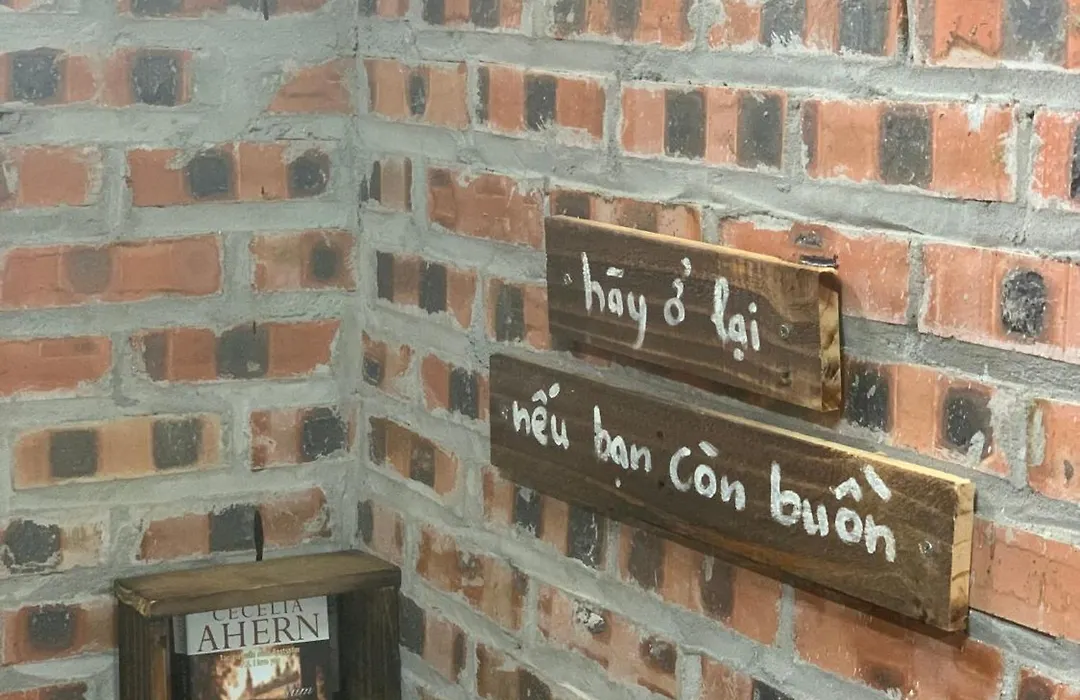 hãy ở lại
nếu bạn còn buồn
CECELIA
AHERN